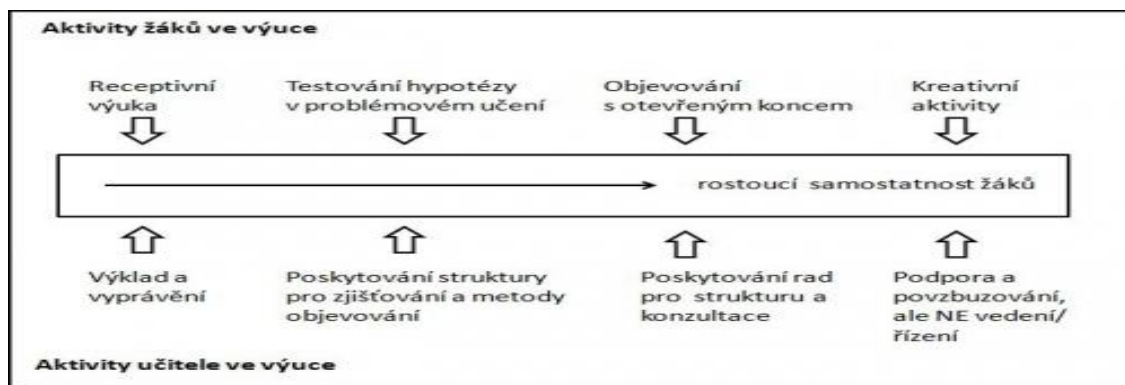 Aktivity žáků ve výuce
Receptivní
výuka
Testování hypotézy
v problémovém učení
Objevování
s otevřeným koncem
Kreativní
aktivity
rostoucí samostatnost žáků
Výklad a
vyprávění
Poskytování struktury
pro zjišťování a metody
objevování
Poskytování rad
pro strukturu a
konzultace
Podpora a
povzbuzování,
ale NE vedení/
řízení
Aktivity učitele ve výuce